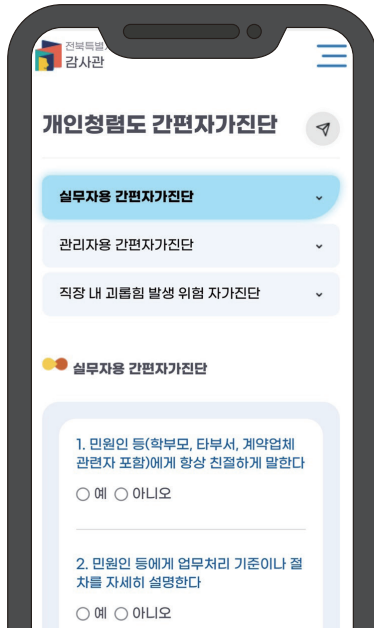 전북특별
감사관
개인청렴도 간편자가진단
실무자용 간편자가진단
관리자용 간편자가진단
직장 내 괴롭힘 발생 위험 자가진단
실무자용 간편자가진단
1. 민원인 등(학부모, 타부서, 계약업체
관련자 포함)에게 항상 친절하게 말한다
예 아니오
2. 민원인 등에게 업무처리 기준이나 절
차를 자세히 설명한다
예 아니오